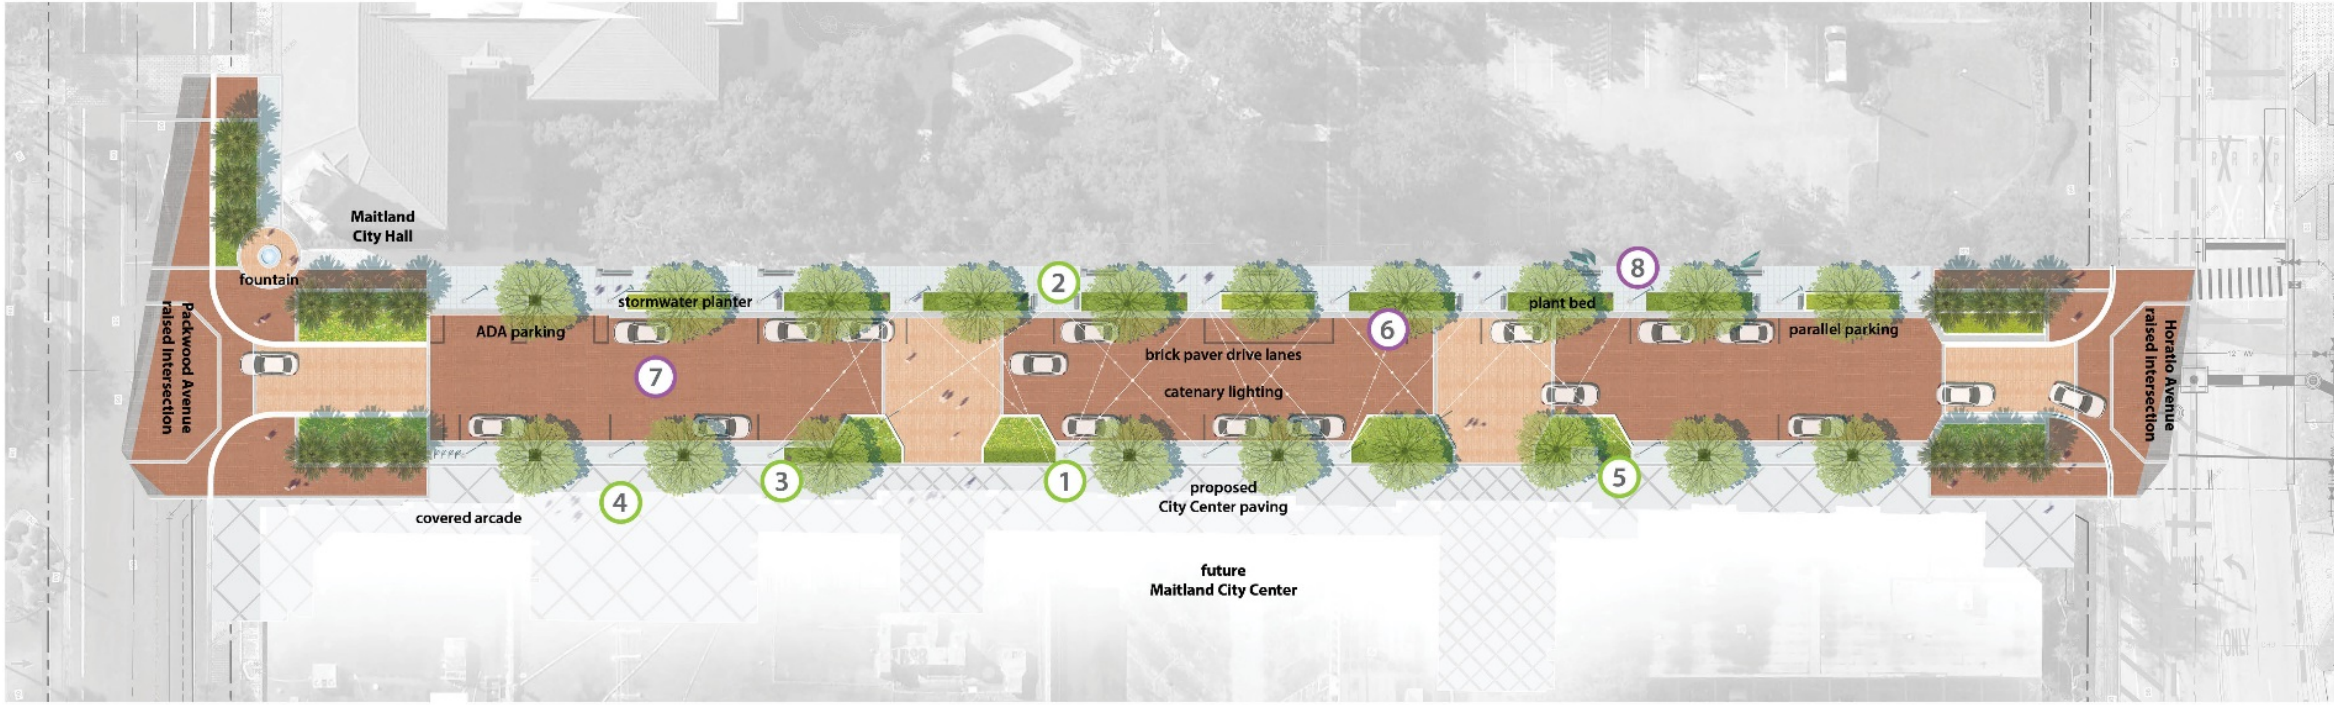 Maitland
City Hall
fountain
Packwood Avenue
raised intersection
ADA parking
stormwater planter
2
plant bed
8
6
parallel parking
brick paver drive lanes
7
catenary lighting
Horatio Avenue
raised intersection
3
1
5
4
covered arcade
proposed
City Center paving
future
Maitland City Center
ONLY